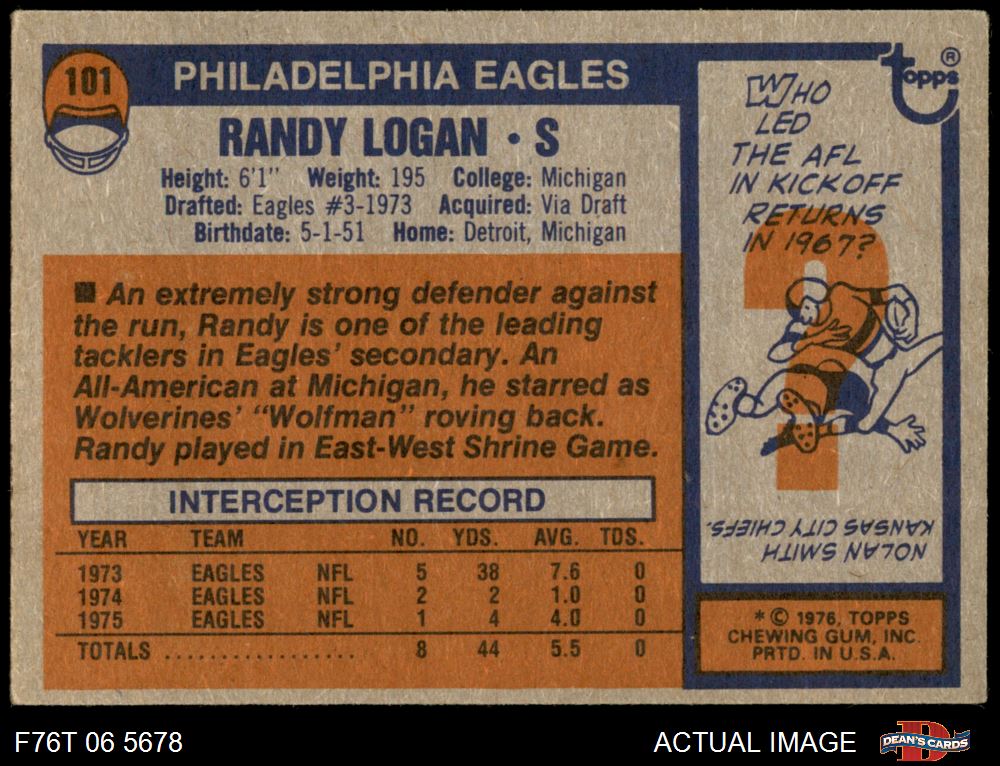 101
PHILADELPHIA EAGLES
RANDY LOGAN • S
Height: 6'1" Weight: 195 College: Michigan
Drafted: Eagles #3-1973 Acquired: Via Draft
Birthdate: 5-1-51 Home: Detroit, Michigan
■ An extremely strong defender against
the run, Randy is one of the leading
tacklers in Eagles' secondary. An
All-American at Michigan, he starred as
Wolverines' "Wolfman" roving back.
Randy played in East-West Shrine Game.
INTERCEPTION RECORD
YEAR TEAM NO. YDS. AVG. TDS.
1973 EAGLES NFL 5 38 7.6 0
1974 EAGLES NFL 2 2 1.0 0
1975 EAGLES NFL 1 4 4.0 0
TOTALS .................. 8 44 5.5 0
topps ®
WHO
LED
THE AFL
IN KICKOFF
RETURNS
IN 1967?
?
NOLAN SMITH
KANSAS CITY CHIEFS.
* © 1976, TOPPS
CHEWING GUM, INC.
PRTD. IN U.S.A.
F76T 06 5678
ACTUAL IMAGE
D
DEAN'S CARDS